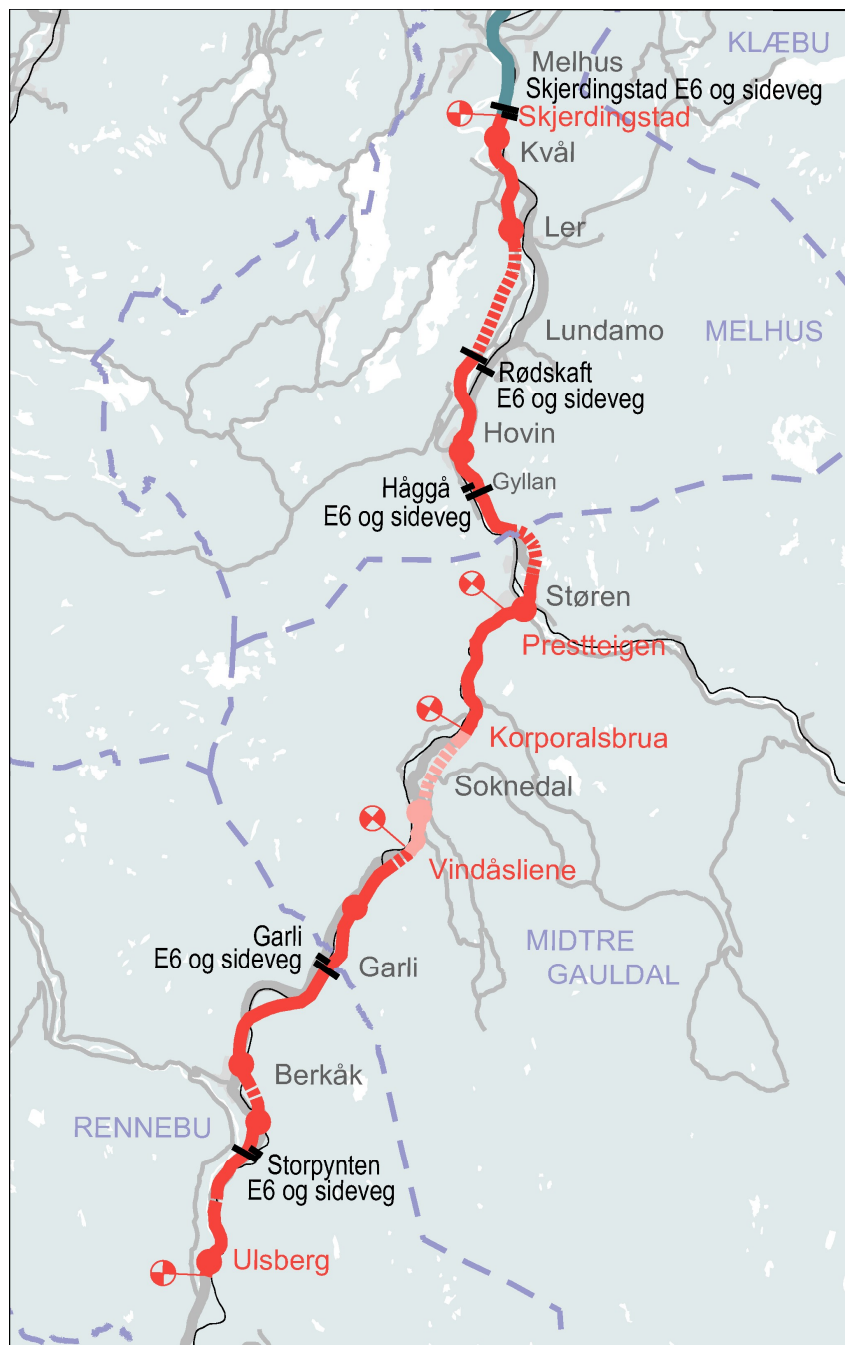 KLÆBU
Melhus
Skjerdingstad E6 og sideveg
Skjerdingstad
Kvål
Ler
Lundamo
MELHUS
Rødskaft
E6 og sideveg
Hovin
Håggå
E6 og sideveg
Gyllan
Støren
Prestteigen
Korporalsbrua
Soknedal
Vindåsliene
MIDTRE
GAULDAL
Garli
E6 og sideveg
Garli
Berkåk
RENNEBU
Storpynten
E6 og sideveg
Ulsberg